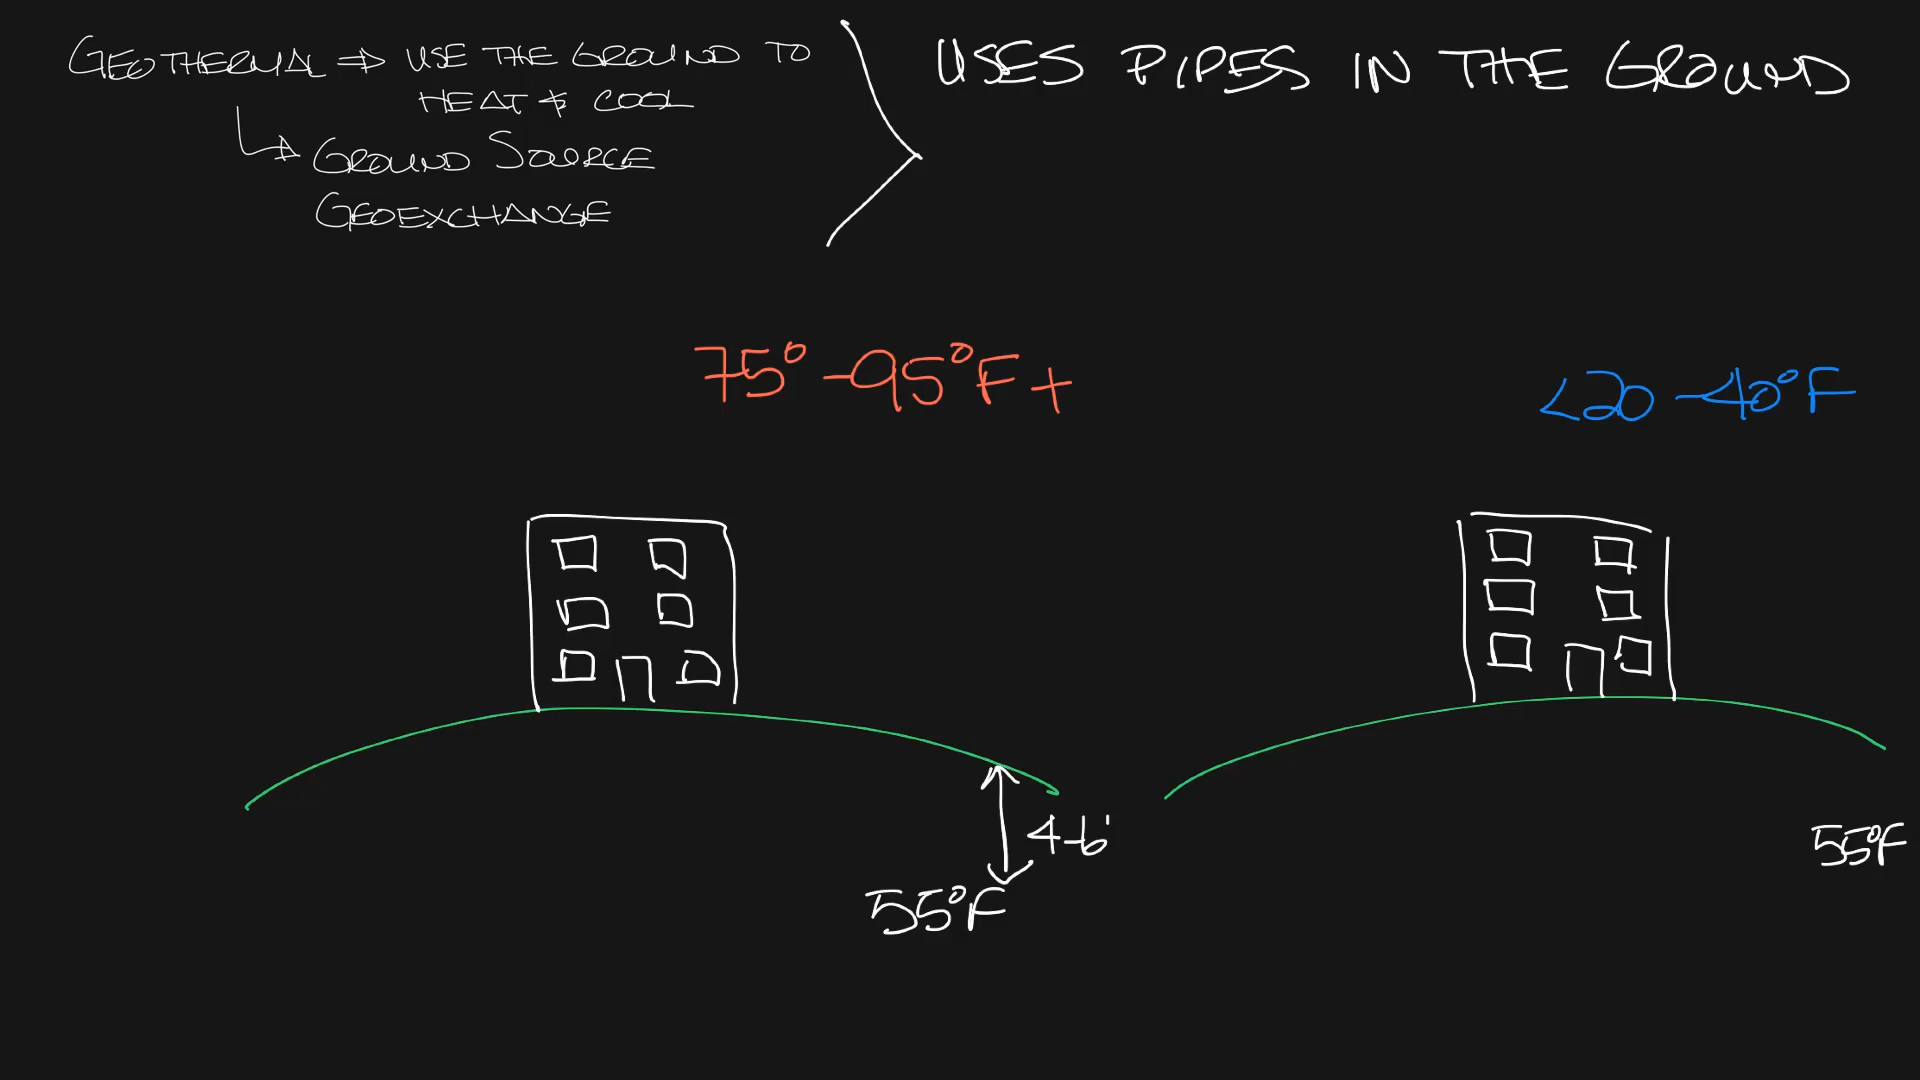 GEOTHERMAL ⇒ USE THE GROUND TO
HEAT & COOL
GROUND SOURCE
GEOEXCHANGE
USES PIPES IN THE GROUND
75° - 95°F +
<20 - 40°F
4-6'
55°F
55°F